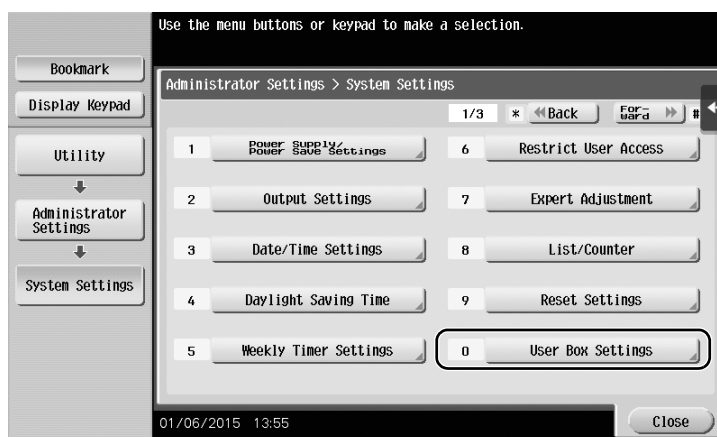 Use the menu buttons or keypad to make a selection.
Bookmark
Display Keypad
Utility
Administrator
Settings
System Settings
Administrator Settings > System Settings
1/3 * Back For-
ward #
1 Power Supply/
Power Save Settings
2 Output Settings
3 Date/Time Settings
4 Daylight Saving Time
5 Weekly Timer Settings
6 Restrict User Access
7 Expert Adjustment
8 List/Counter
9 Reset Settings
0 User Box Settings
01/06/2015 13:55
Close